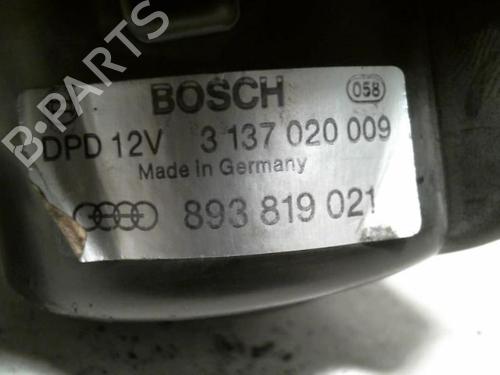 BOSCH 058
DPD 12V 3 137 020 009
Made in Germany
893 819 021
B-PARTS